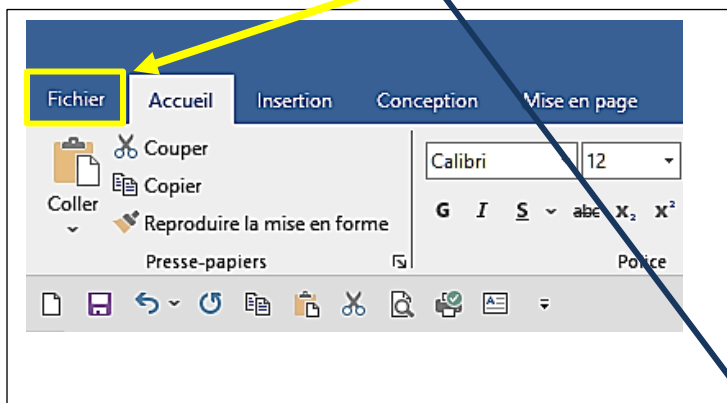 Fichier Accueil Insertion Conception Mise en page
Couper
Calibri 12
Copier
Coller
Reproduire la mise en forme
G I S abc x₂ x²
Presse-papiers Police